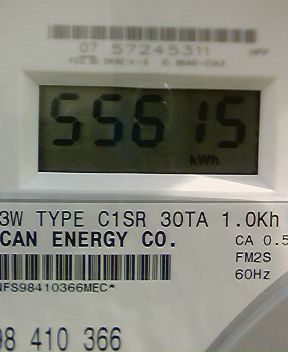 07 57245311
55615
kWh
3W TYPE C1SR 30TA 1.0Kh
CAN ENERGY CO.
CA 0.5
FM2S
60Hz
NFS98410366MEC*
98 410 366